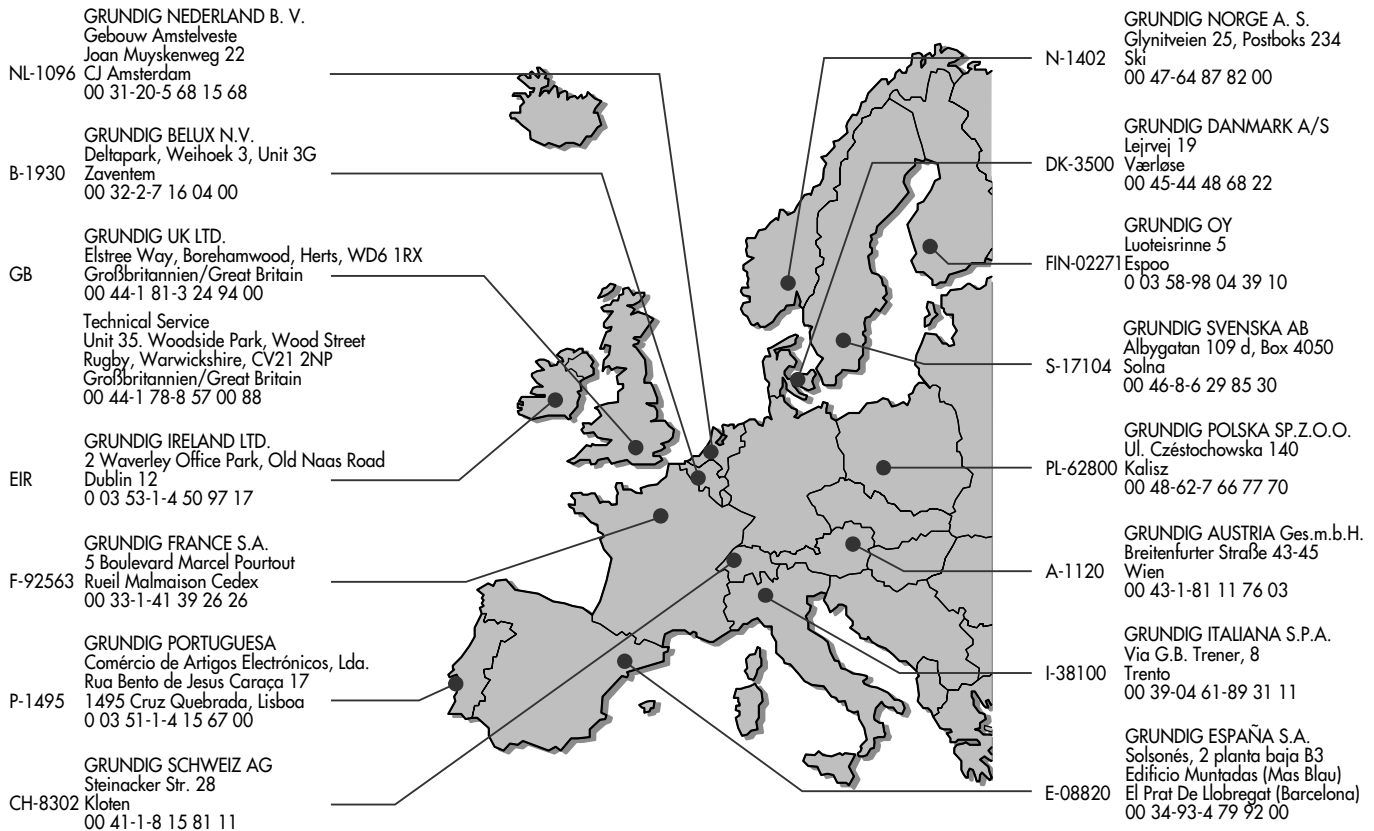 GRUNDIG NEDERLAND B. V.
Gebouw Amstelveste
Joan Muyskenweg 22
NL-1096 CJ Amsterdam
00 31-20-5 68 15 68
GRUNDIG BELUX N.V.
Deltapark, Weihoek 3, Unit 3G
B-1930 Zaventem
00 32-2-7 16 04 00
GRUNDIG UK LTD.
Elstree Way, Borehamwood, Herts, WD6 1RX
GB Großbritannien/Great Britain
00 44-1 81-3 24 94 00
Technical Service
Unit 35. Woodside Park, Wood Street
Rugby, Warwickshire, CV21 2NP
Großbritannien/Great Britain
00 44-1 78-8 57 00 88
GRUNDIG IRELAND LTD.
2 Waverley Office Park, Old Naas Road
EIR Dublin 12
0 03 53-1-4 50 97 17
GRUNDIG FRANCE S.A.
5 Boulevard Marcel Pourtout
F-92563 Rueil Malmaison Cedex
00 33-1-41 39 26 26
GRUNDIG PORTUGUESA
Comércio de Artigos Electrónicos, Lda.
Rua Bento de Jesus Caraça 17
P-1495 1495 Cruz Quebrada, Lisboa
0 03 51-1-4 15 67 00
GRUNDIG SCHWEIZ AG
Steinacker Str. 28
CH-8302 Kloten
00 41-1-8 15 81 11
GRUNDIG NORGE A. S.
Glynitveien 25, Postboks 234
N-1402 Ski
00 47-64 87 82 00
GRUNDIG DANMARK A/S
Lejrvej 19
DK-3500 Værløse
00 45-44 48 68 22
GRUNDIG OY
Luoteisrinne 5
FIN-02271 Espoo
0 03 58-98 04 39 10
GRUNDIG SVENSKA AB
Albygatan 109 d, Box 4050
S-17104 Solna
00 46-8-6 29 85 30
GRUNDIG POLSKA SP.Z.O.O.
Ul. Czéstochowska 140
PL-62800 Kalisz
00 48-62-7 66 77 70
GRUNDIG AUSTRIA Ges.m.b.H.
Breitenfurter Straße 43-45
A-1120 Wien
00 43-1-81 11 76 03
GRUNDIG ITALIANA S.P.A.
Via G.B. Trener, 8
I-38100 Trento
00 39-04 61-89 31 11
GRUNDIG ESPAÑA S.A.
Solsonés, 2 planta baja B3
Edificio Muntadas (Mas Blau)
E-08820 El Prat De Llobregat (Barcelona)
00 34-93-4 79 92 00